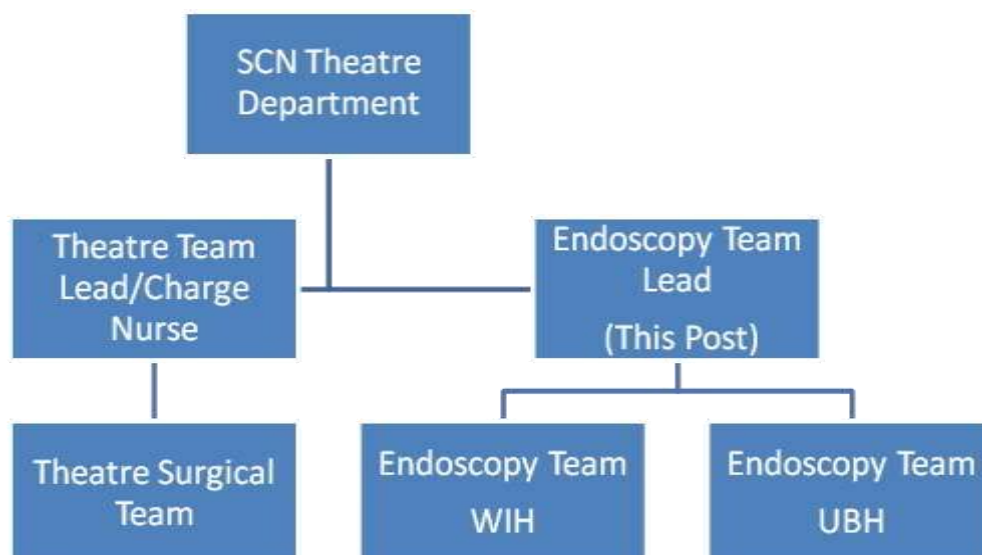 SCN Theatre
Department
Theatre Team
Lead/Charge
Nurse
Endoscopy Team
Lead
(This Post)
Theatre Surgical
Team
Endoscopy Team
WIH
Endoscopy Team
UBH